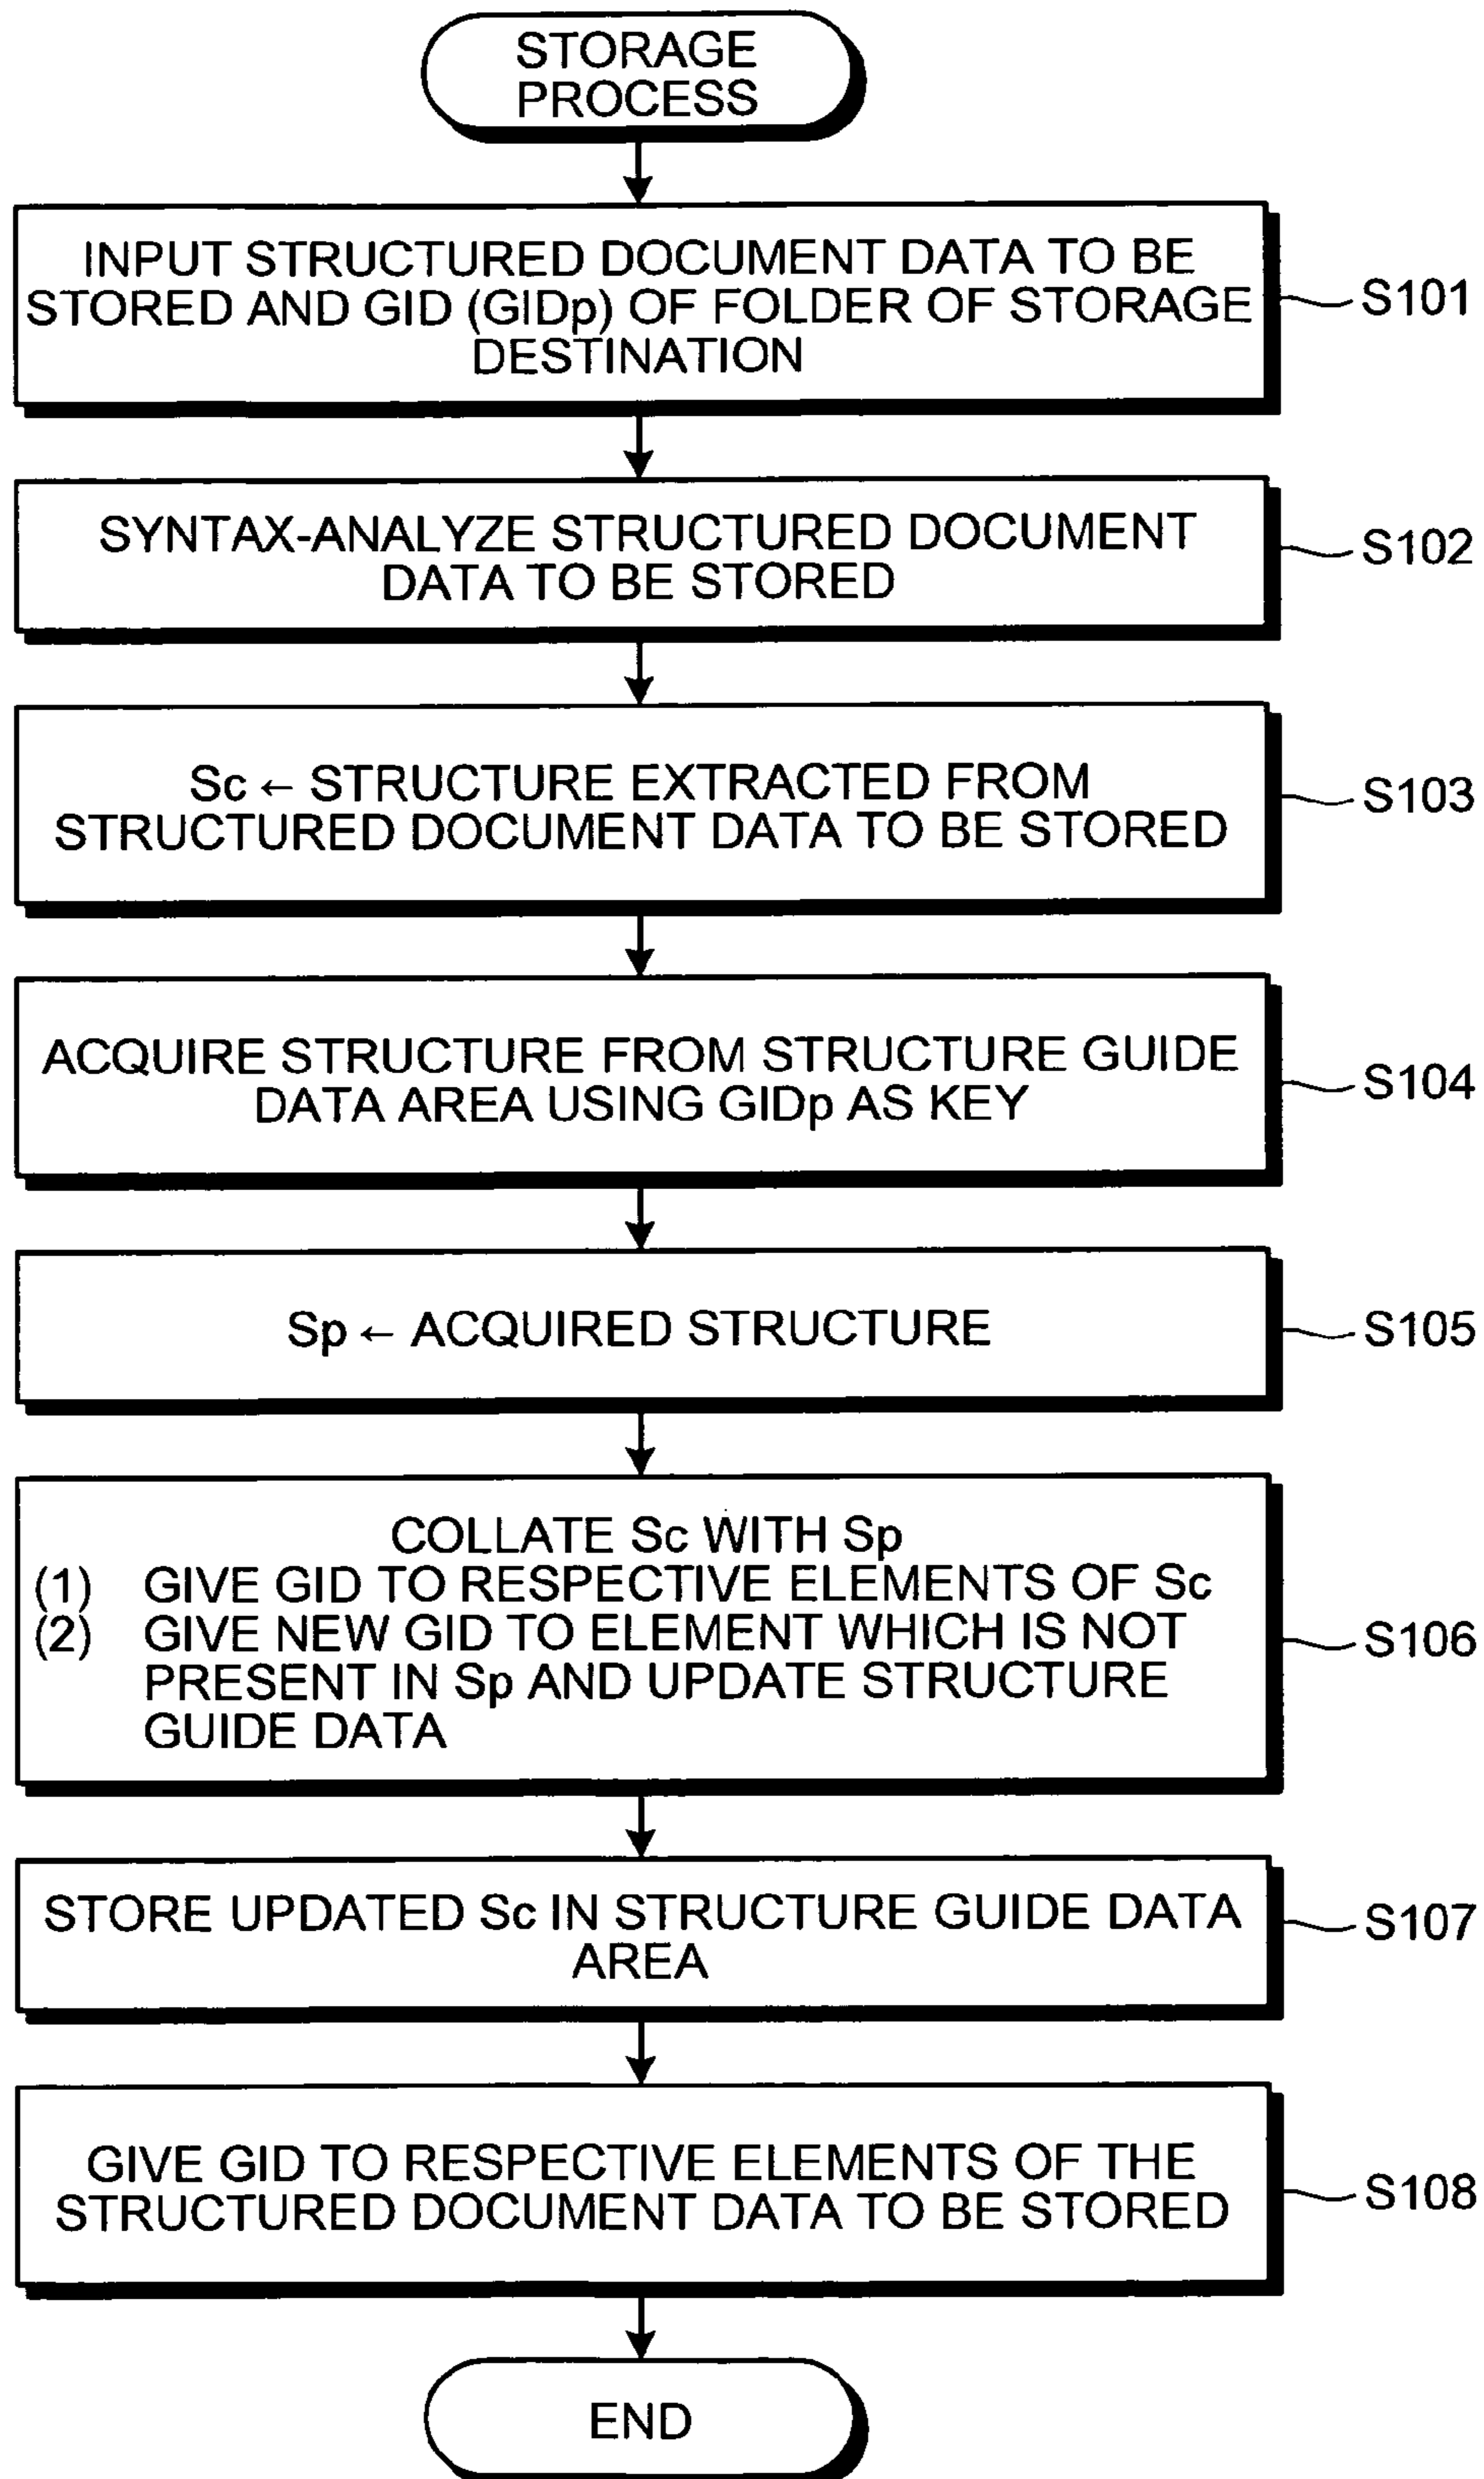 STORAGE
PROCESS
INPUT STRUCTURED DOCUMENT DATA TO BE
STORED AND GID (GIDp) OF FOLDER OF STORAGE
DESTINATION
S101
SYNTAX-ANALYZE STRUCTURED DOCUMENT
DATA TO BE STORED
S102
Sc ← STRUCTURE EXTRACTED FROM
STRUCTURED DOCUMENT DATA TO BE STORED
S103
ACQUIRE STRUCTURE FROM STRUCTURE GUIDE
DATA AREA USING GIDp AS KEY
S104
Sp ← ACQUIRED STRUCTURE
S105
COLLATE Sc WITH Sp
(1) GIVE GID TO RESPECTIVE ELEMENTS OF Sc
(2) GIVE NEW GID TO ELEMENT WHICH IS NOT
PRESENT IN Sp AND UPDATE STRUCTURE
GUIDE DATA
S106
STORE UPDATED Sc IN STRUCTURE GUIDE DATA
AREA
S107
GIVE GID TO RESPECTIVE ELEMENTS OF THE
STRUCTURED DOCUMENT DATA TO BE STORED
S108
END